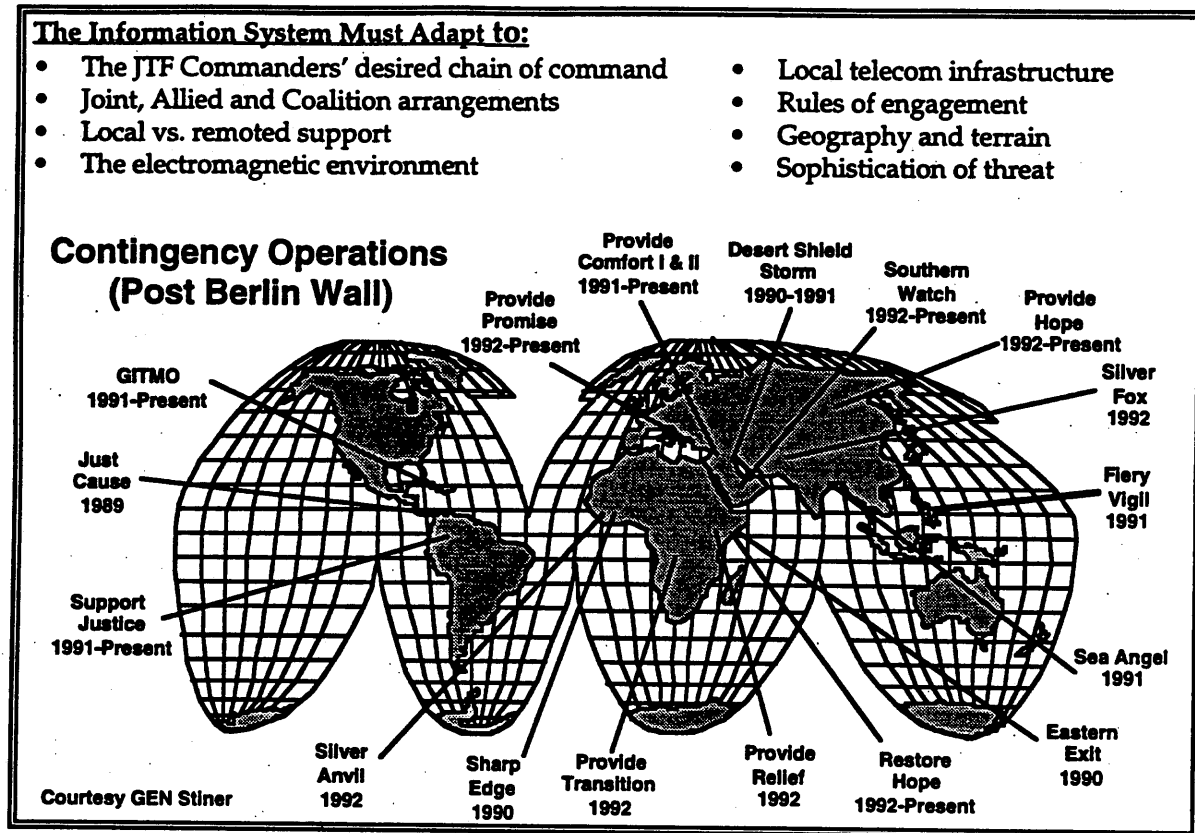 The Information System Must Adapt to:
• The JTF Commanders' desired chain of command
• Joint, Allied and Coalition arrangements
• Local vs. remoted support
• The electromagnetic environment
• Local telecom infrastructure
• Rules of engagement
• Geography and terrain
• Sophistication of threat
Contingency Operations
(Post Berlin Wall)
Provide
Comfort I & II
1991-Present
Desert Shield
Storm
1990-1991
Southern
Watch
1992-Present
Provide
Hope
1992-Present
Provide
Promise
1992-Present
GITMO
1991-Present
Silver
Fox
1992
Just
Cause
1989
Fiery
Vigil
1991
Support
Justice
1991-Present
Sea Angel
1991
Eastern
Exit
1990
Silver
Anvil
1992
Sharp
Edge
1990
Provide
Transition
1992
Provide
Relief
1992
Restore
Hope
1992-Present
Courtesy GEN Stiner